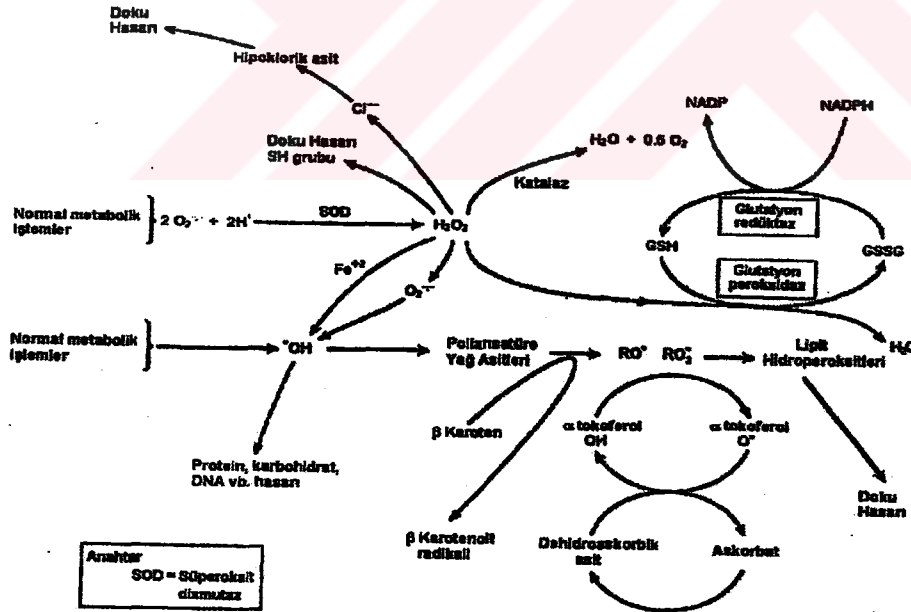 Doku
Hasarı
Hipoklorik asit
Cl⁻
Doku Hasarı
SH grubu
H₂O + 0.5 O₂
Katalaz
NADP
NADPH
Normal metabolik
işlemler
2 O₂⁻ + 2H⁺
SOD
H₂O₂
Glutatyon
redüktaz
GSH
GSSG
Glutatyon
peroksidaz
Fe⁺²
O₂⁻
H₂O
Normal metabolik
işlemler
•OH
Poliansatüre
Yağ Asitleri
RO•
RO₂•
Lipit
Hidroperoksitleri
β Karoten
α tokoferol
OH
α tokoferol
O•
Protein, karbohidrat,
DNA vb. hasarı
Doku
Hasarı
β Karotenoit
radikali
Dehidroaskorbik
asit
Askorbat
Anahtar
SOD = Süperoksit
dismutaz